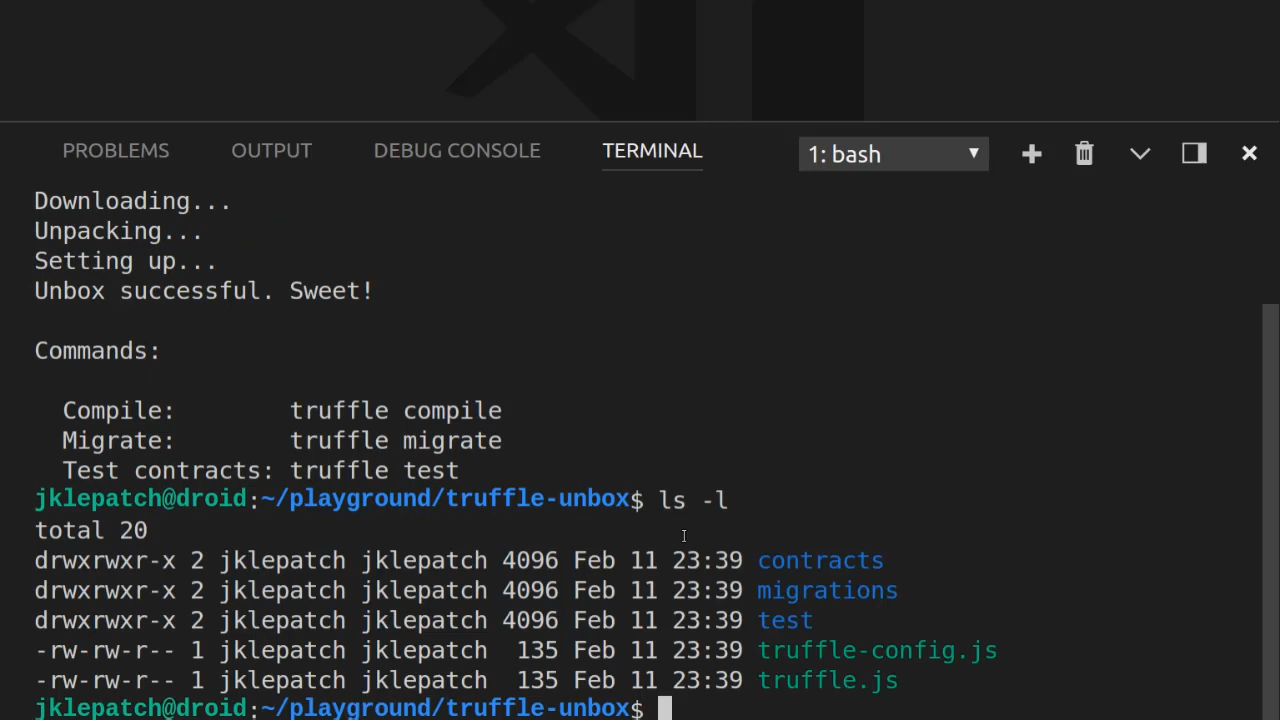 PROBLEMS OUTPUT DEBUG CONSOLE TERMINAL 1: bash
Downloading...
Unpacking...
Setting up...
Unbox successful. Sweet!
Commands:
Compile: truffle compile
Migrate: truffle migrate
Test contracts: truffle test
jklepatch@droid:~/playground/truffle-unbox$ ls -l
total 20
drwxrwxr-x 2 jklepatch jklepatch 4096 Feb 11 23:39 contracts
drwxrwxr-x 2 jklepatch jklepatch 4096 Feb 11 23:39 migrations
drwxrwxr-x 2 jklepatch jklepatch 4096 Feb 11 23:39 test
-rw-rw-r-- 1 jklepatch jklepatch 135 Feb 11 23:39 truffle-config.js
-rw-rw-r-- 1 jklepatch jklepatch 135 Feb 11 23:39 truffle.js
jklepatch@droid:~/playground/truffle-unbox$